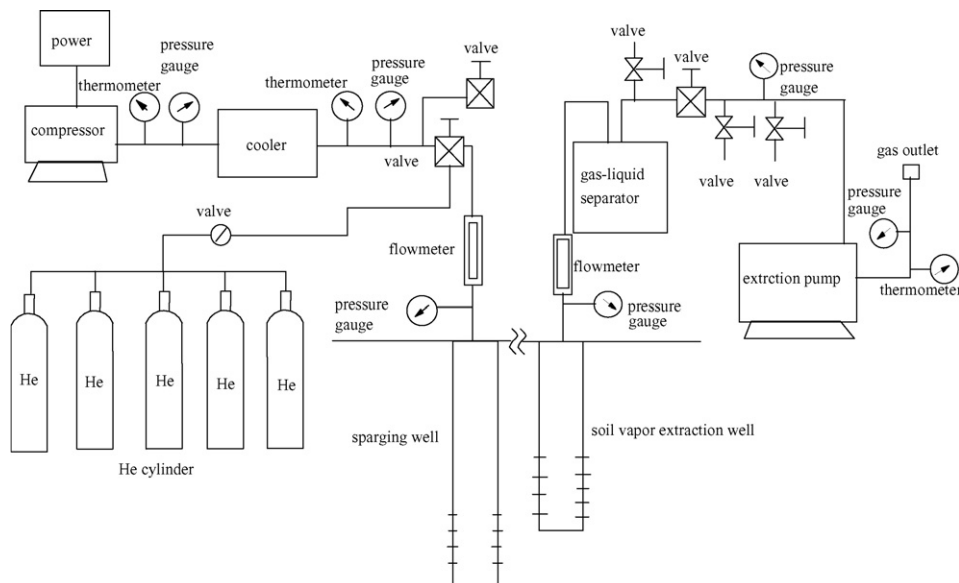 power
pressure
gauge
thermometer
compressor
cooler
thermometer
pressure
gauge
valve
valve
valve
flowmeter
pressure
gauge
He
He
He
He
He
He cylinder
sparging well
valve
valve
pressure
gauge
gas-liquid
separator
valve
valve
flowmeter
pressure
gauge
soil vapor extraction well
gas outlet
pressure
gauge
extrction pump
thermometer